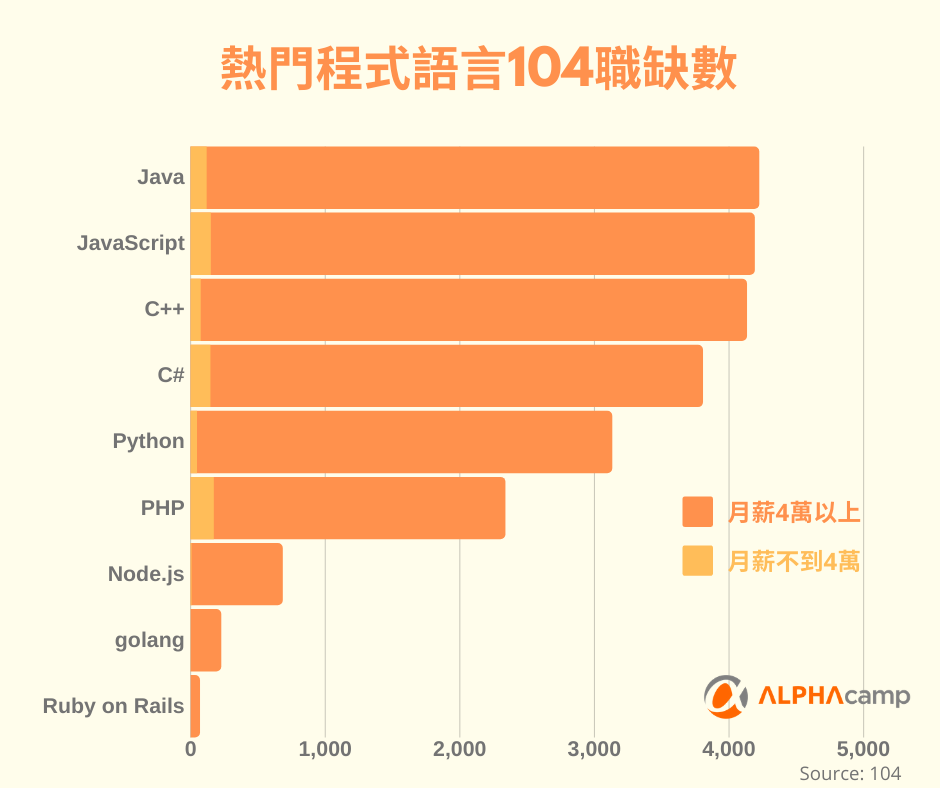 熱門程式語言104職缺數
Java
JavaScript
C++
C#
Python
PHP
Node.js
golang
Ruby on Rails
月薪4萬以上
月薪不到4萬
ALPHAcamp
0 1,000 2,000 3,000 4,000 5,000
Source: 104